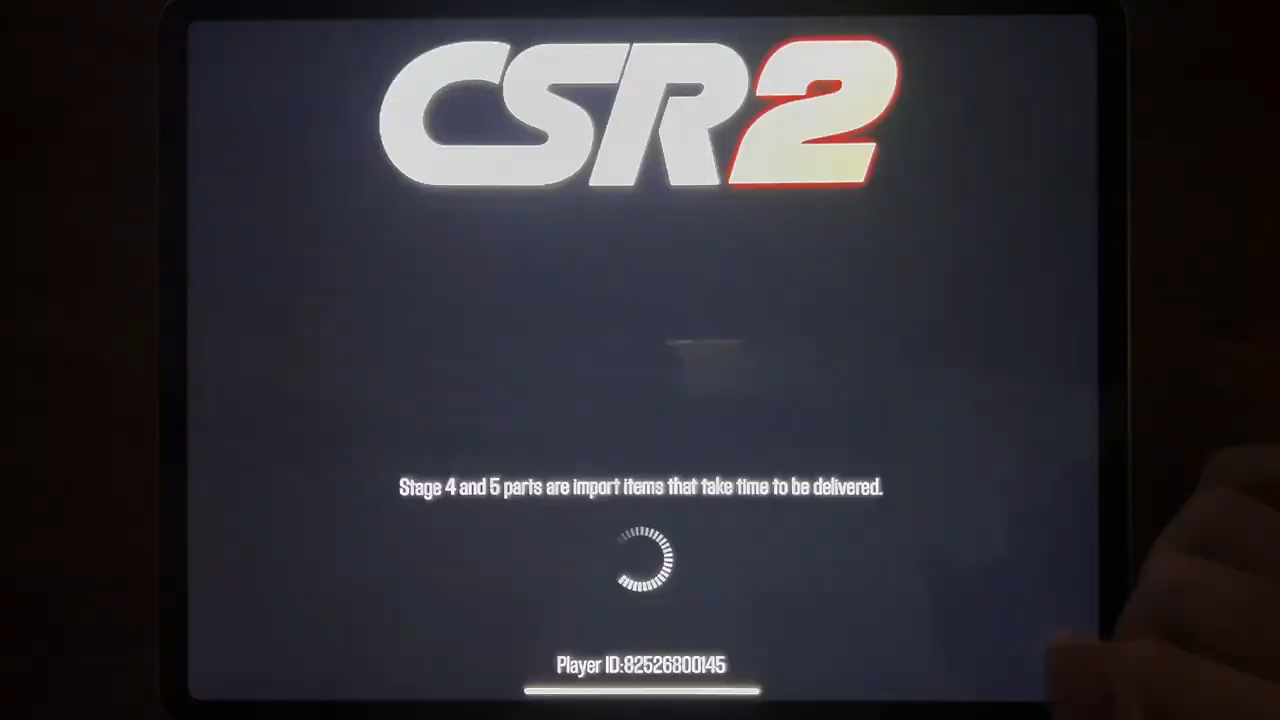 CSR2
Stage 4 and 5 parts are import items that take time to be delivered.
Player ID:82526800145